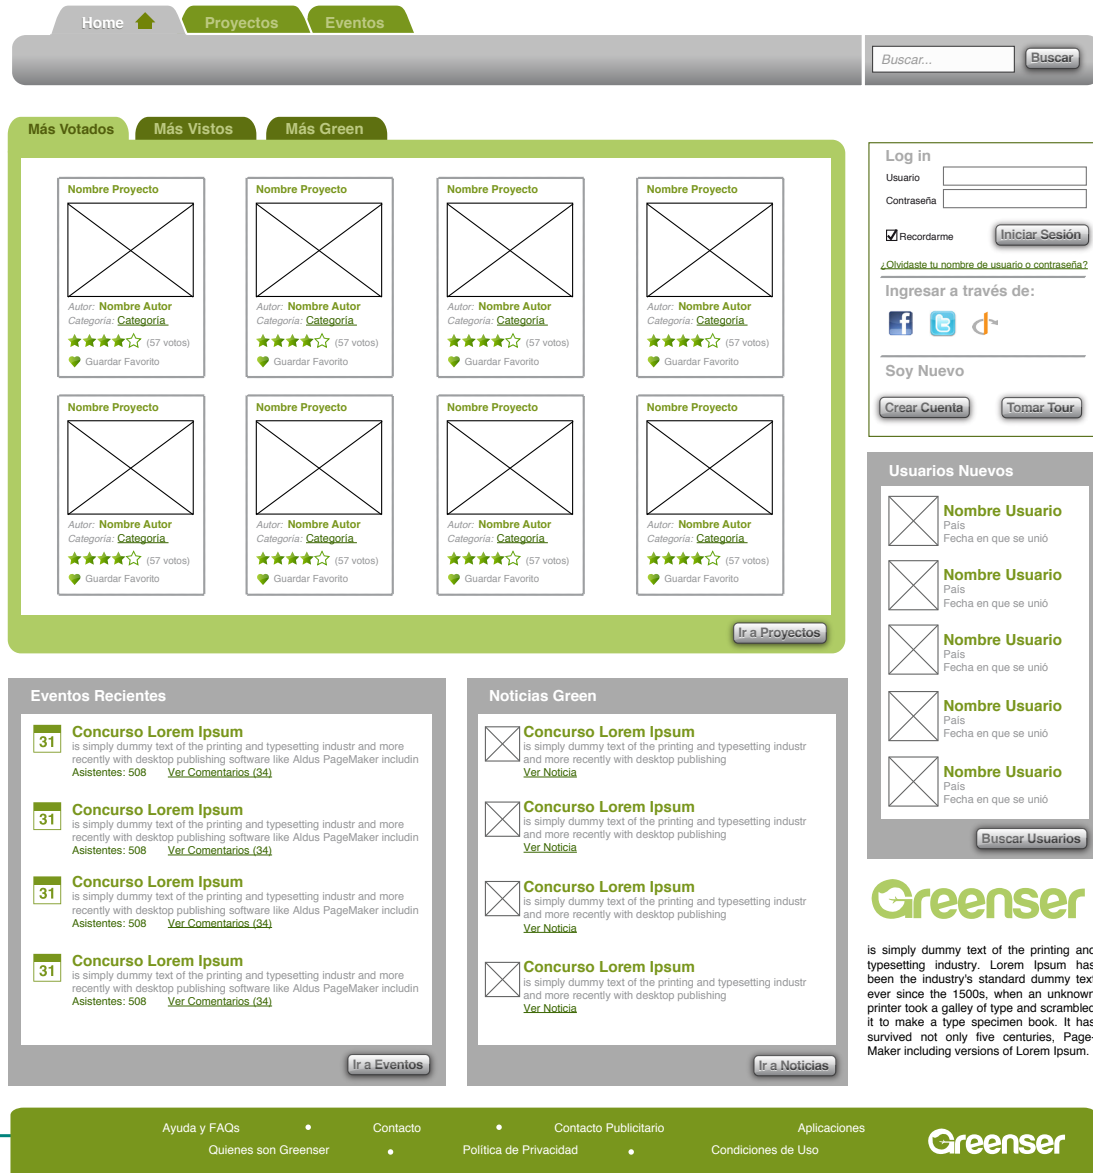 Home
Proyectos
Eventos
Buscar...
Buscar
Más Votados
Más Vistos
Más Green
Nombre Proyecto
Autor: Nombre Autor
Categoria: Categoría
(57 votos)
Guardar Favorito
Nombre Proyecto
Autor: Nombre Autor
Categoria: Categoría
(57 votos)
Guardar Favorito
Nombre Proyecto
Autor: Nombre Autor
Categoria: Categoría
(57 votos)
Guardar Favorito
Nombre Proyecto
Autor: Nombre Autor
Categoria: Categoría
(57 votos)
Guardar Favorito
Nombre Proyecto
Autor: Nombre Autor
Categoria: Categoría
(57 votos)
Guardar Favorito
Nombre Proyecto
Autor: Nombre Autor
Categoria: Categoría
(57 votos)
Guardar Favorito
Nombre Proyecto
Autor: Nombre Autor
Categoria: Categoría
(57 votos)
Guardar Favorito
Nombre Proyecto
Autor: Nombre Autor
Categoria: Categoría
(57 votos)
Guardar Favorito
Ir a Proyectos
Log in
Usuario
Contraseña
Recordarme
Iniciar Sesión
¿Olvidaste tu nombre de usuario o contraseña?
Ingresar a través de:
Soy Nuevo
Crear Cuenta
Tomar Tour
Usuarios Nuevos
Nombre Usuario
País
Fecha en que se unió
Nombre Usuario
País
Fecha en que se unió
Nombre Usuario
País
Fecha en que se unió
Nombre Usuario
País
Fecha en que se unió
Nombre Usuario
País
Fecha en que se unió
Buscar Usuarios
Eventos Recientes
31
Concurso Lorem Ipsum
is simply dummy text of the printing and typesetting industr and more
recently with desktop publishing software like Aldus PageMaker includin
Asistentes: 508 Ver Comentarios (34)
31
Concurso Lorem Ipsum
is simply dummy text of the printing and typesetting industr and more
recently with desktop publishing software like Aldus PageMaker includin
Asistentes: 508 Ver Comentarios (34)
31
Concurso Lorem Ipsum
is simply dummy text of the printing and typesetting industr and more
recently with desktop publishing software like Aldus PageMaker includin
Asistentes: 508 Ver Comentarios (34)
31
Concurso Lorem Ipsum
is simply dummy text of the printing and typesetting industr and more
recently with desktop publishing software like Aldus PageMaker includin
Asistentes: 508 Ver Comentarios (34)
Ir a Eventos
Noticias Green
Concurso Lorem Ipsum
is simply dummy text of the printing and typesetting industr
and more recently with desktop publishing
Ver Noticia
Concurso Lorem Ipsum
is simply dummy text of the printing and typesetting industr
and more recently with desktop publishing
Ver Noticia
Concurso Lorem Ipsum
is simply dummy text of the printing and typesetting industr
and more recently with desktop publishing
Ver Noticia
Concurso Lorem Ipsum
is simply dummy text of the printing and typesetting industr
and more recently with desktop publishing
Ver Noticia
Ir a Noticias
Greenser
is simply dummy text of the printing and
typesetting industry. Lorem Ipsum has
been the industry's standard dummy text
ever since the 1500s, when an unknown
printer took a galley of type and scrambled
it to make a type specimen book. It has
survived not only five centuries, Page-
Maker including versions of Lorem Ipsum.
Ayuda y FAQs • Contacto • Contacto Publicitario Aplicaciones
Quienes son Greenser • Política de Privacidad • Condiciones de Uso
Greenser